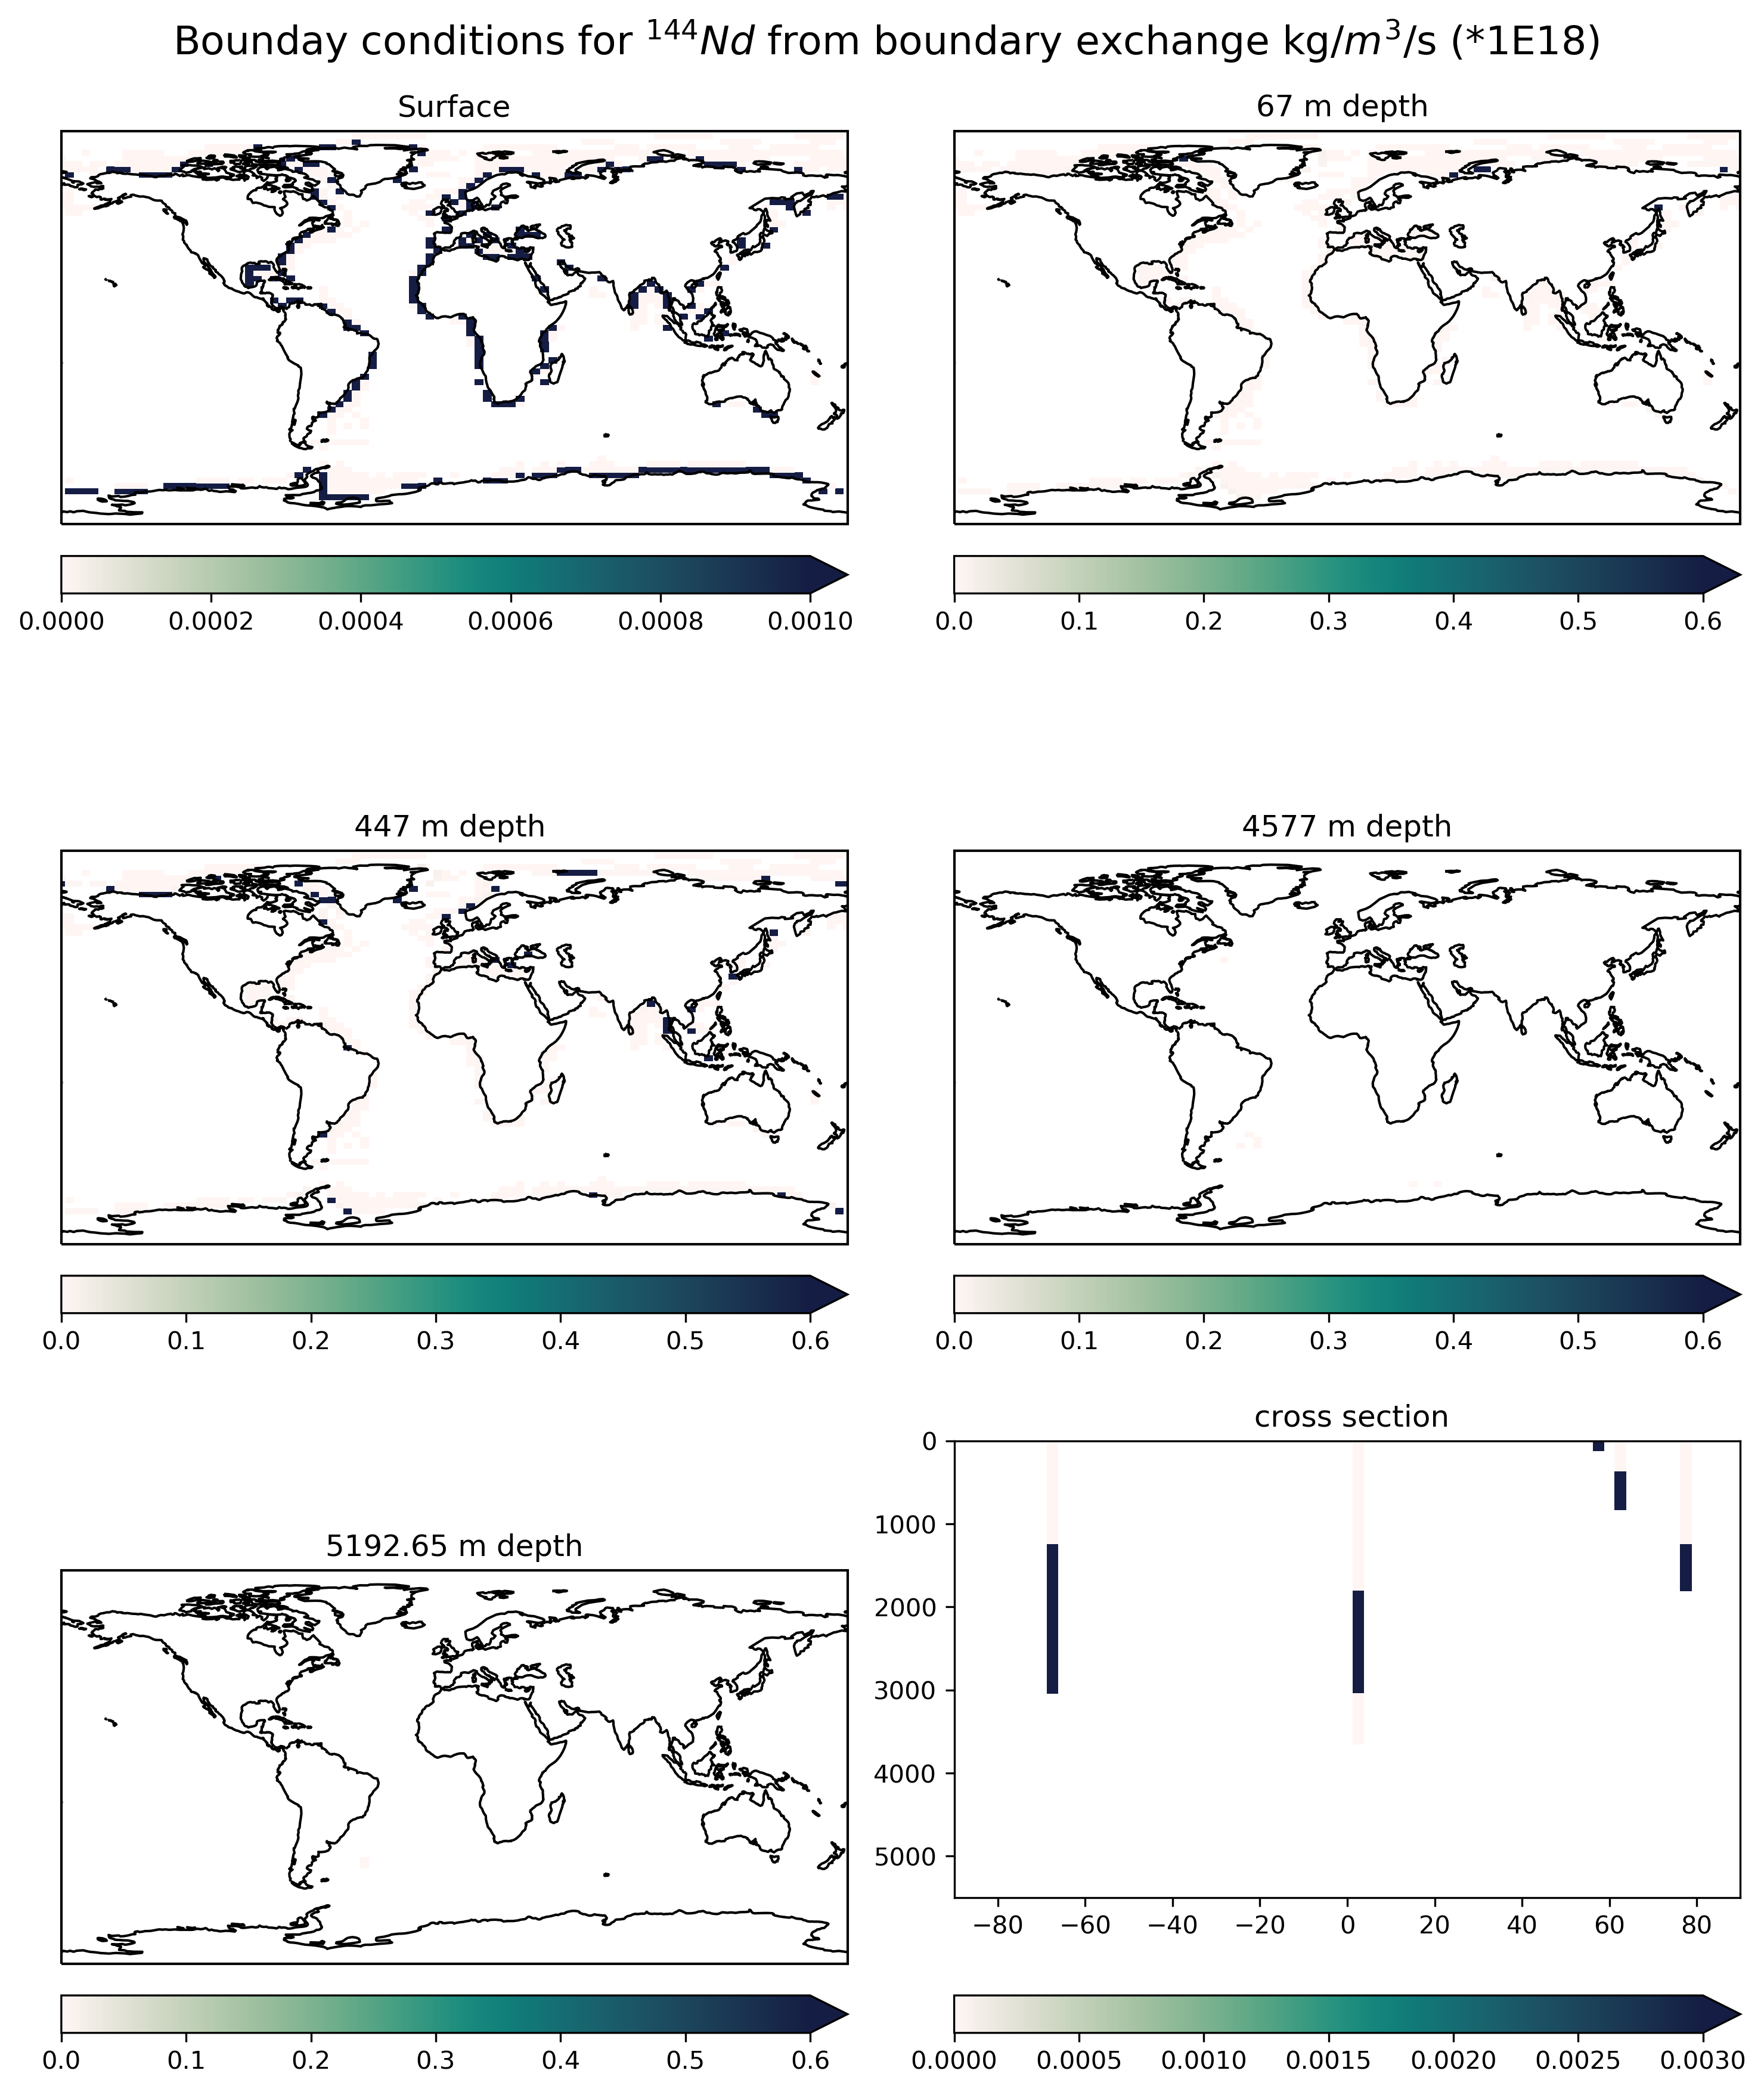 Bounday conditions for ¹⁴⁴Nd from boundary exchange kg/m³/s (*1E18)
Surface
67 m depth
0.0000 0.0002 0.0004 0.0006 0.0008 0.0010
0.0 0.1 0.2 0.3 0.4 0.5 0.6
447 m depth
4577 m depth
0.0 0.1 0.2 0.3 0.4 0.5 0.6
0.0 0.1 0.2 0.3 0.4 0.5 0.6
5192.65 m depth
0.0 0.1 0.2 0.3 0.4 0.5 0.6
cross section
0
1000
2000
3000
4000
5000
−80 −60 −40 −20 0 20 40 60 80
0.0000 0.0005 0.0010 0.0015 0.0020 0.0025 0.0030